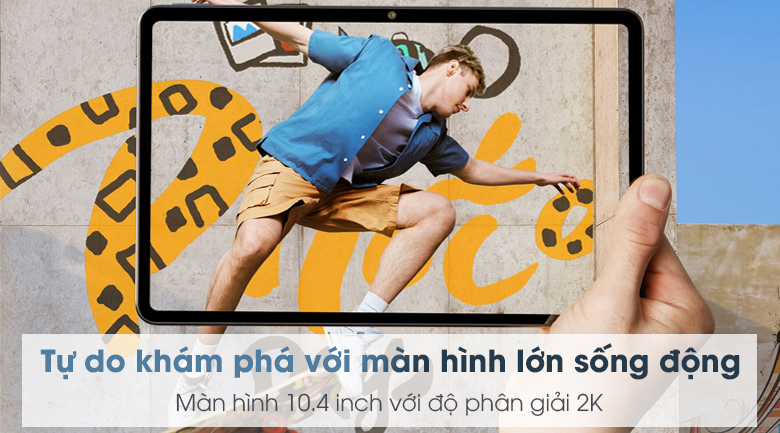 Tự do khám phá với màn hình lớn sống động
Màn hình 10.4 inch với độ phân giải 2K